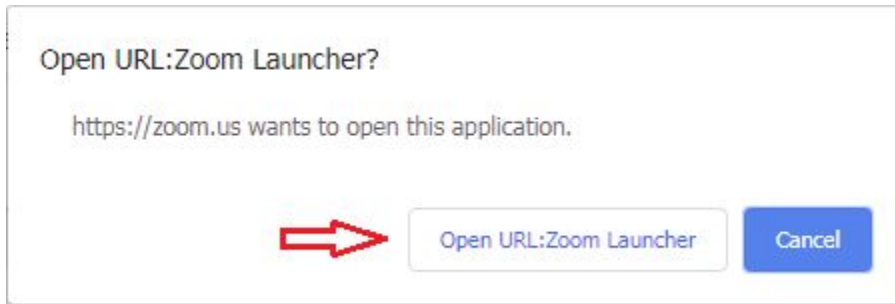 Open URL:Zoom Launcher?
https://zoom.us wants to open this application.
Open URL:Zoom Launcher
Cancel